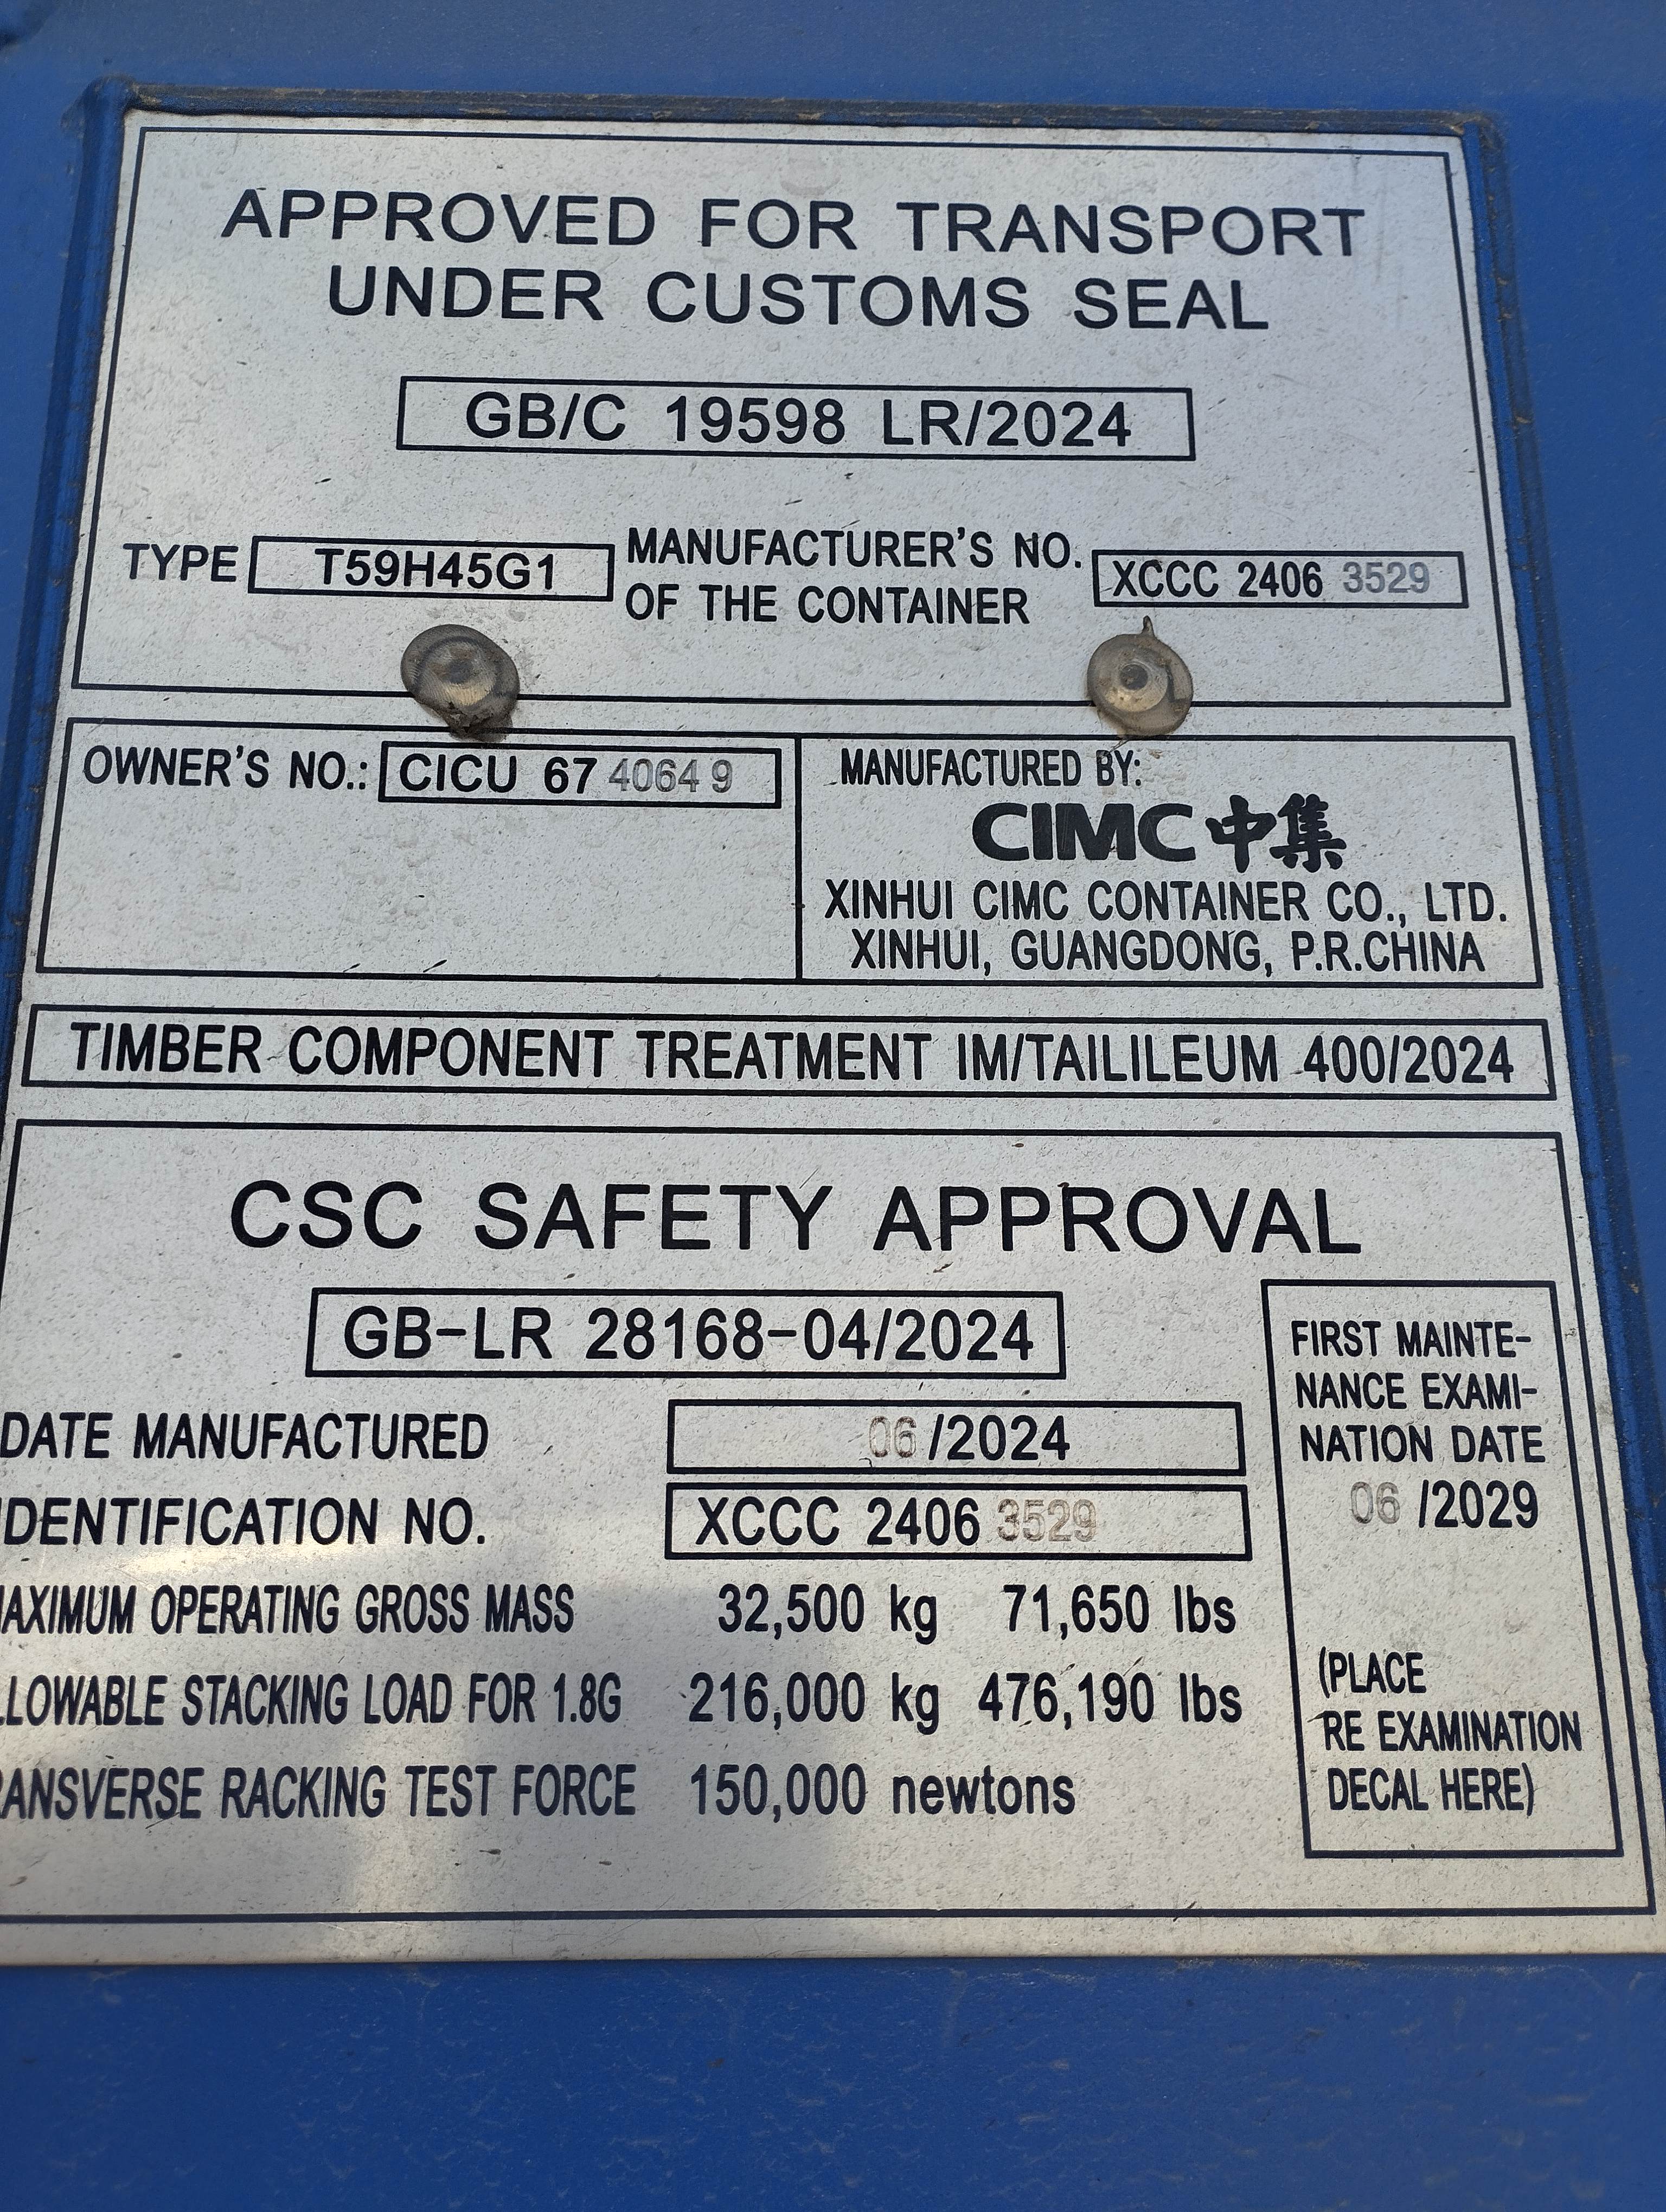 APPROVED FOR TRANSPORT
UNDER CUSTOMS SEAL
GB/C 19598 LR/2024
TYPE T59H45G1
MANUFACTURER'S NO.
OF THE CONTAINER
XCCC 2406 3529
OWNER'S NO.: CICU 67 4064 9
MANUFACTURED BY:
CIMC 中集
XINHUI CIMC CONTAINER CO., LTD.
XINHUI, GUANGDONG, P.R.CHINA
TIMBER COMPONENT TREATMENT IM/TAILILEUM 400/2024
CSC SAFETY APPROVAL
GB-LR 28168-04/2024
DATE MANUFACTURED 06 /2024
IDENTIFICATION NO. XCCC 2406 3529
MAXIMUM OPERATING GROSS MASS 32,500 kg 71,650 lbs
LLOWABLE STACKING LOAD FOR 1.8G 216,000 kg 476,190 lbs
RANSVERSE RACKING TEST FORCE 150,000 newtons
FIRST MAINTE-
NANCE EXAMI-
NATION DATE
06 /2029
(PLACE
RE EXAMINATION
DECAL HERE)